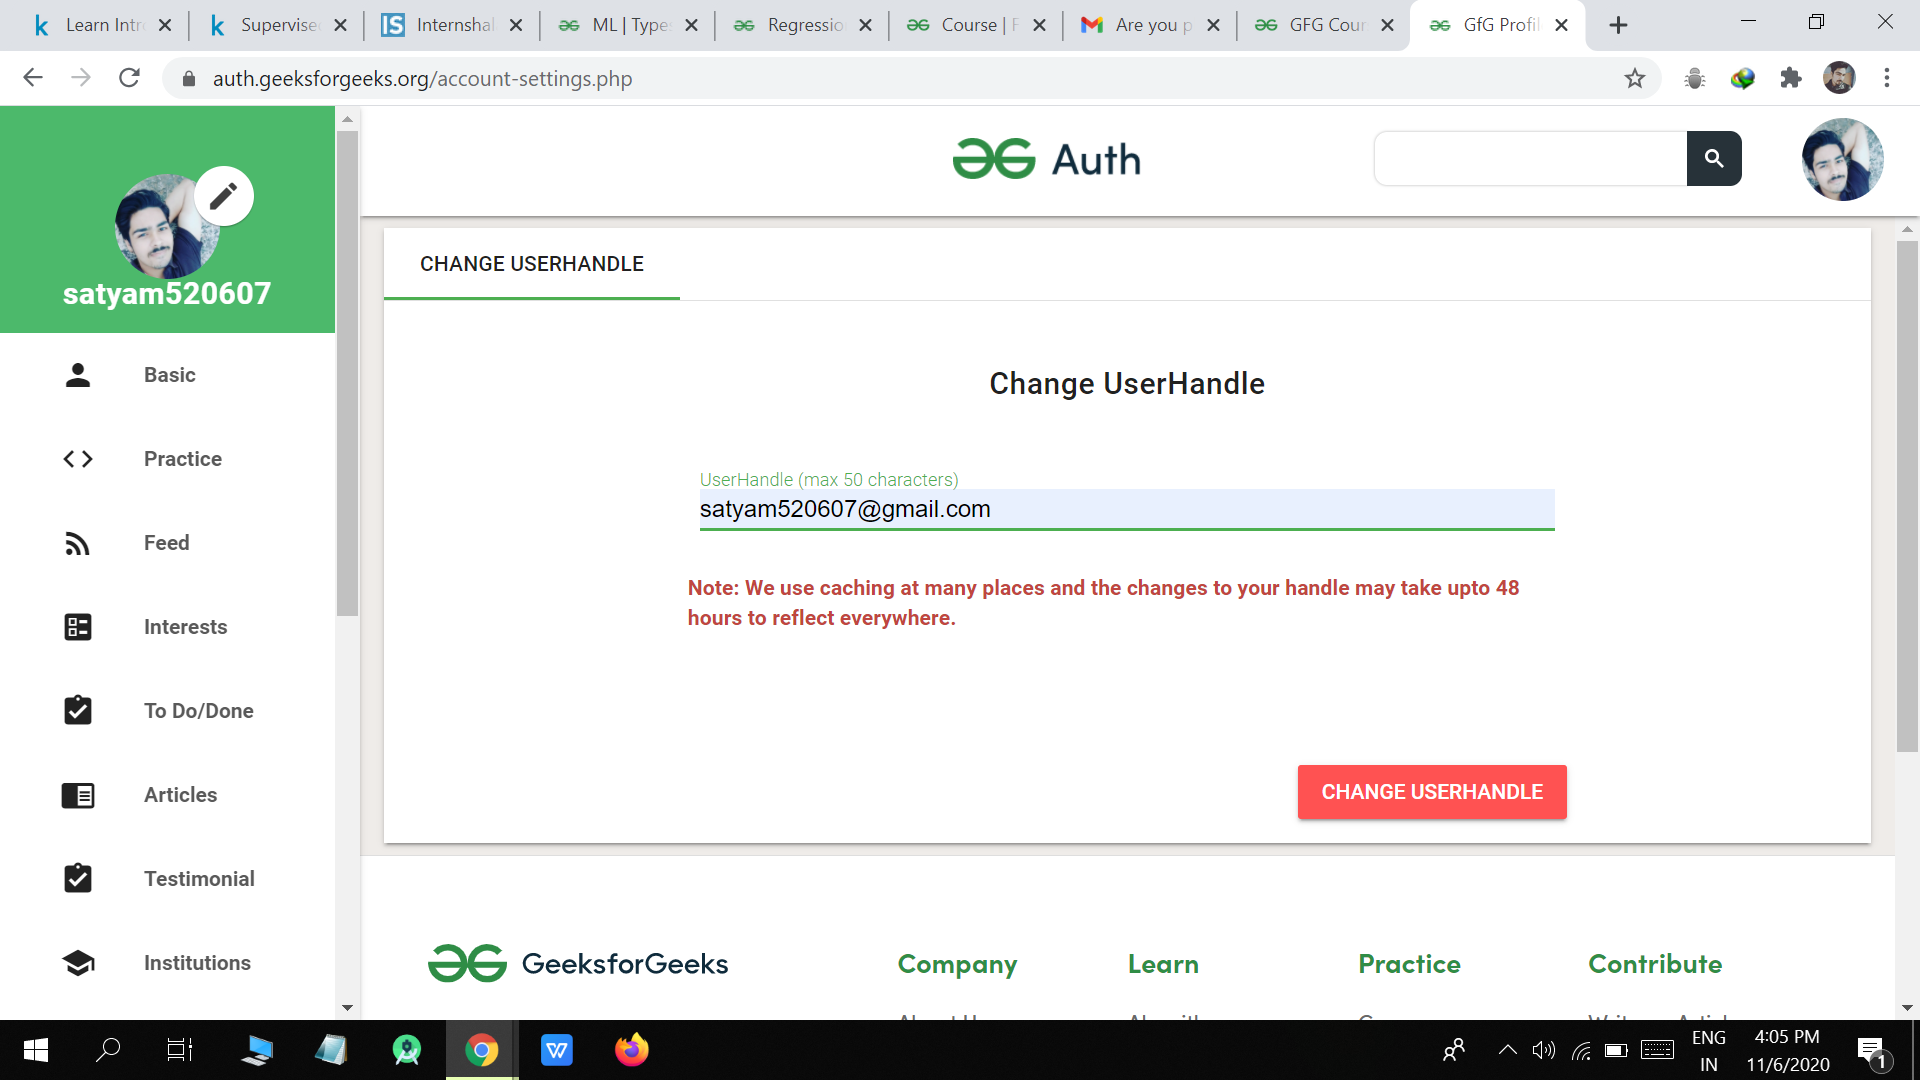 Learn Intr
Supervise
Internshal
ML | Type
Regressio
Course | F
Are you p
GFG Cour
GfG Profil
auth.geeksforgeeks.org/account-settings.php
Auth
satyam520607
Basic
Practice
Feed
Interests
To Do/Done
Articles
Testimonial
Institutions
CHANGE USERHANDLE
Change UserHandle
UserHandle (max 50 characters)
satyam520607@gmail.com
Note: We use caching at many places and the changes to your handle may take upto 48
hours to reflect everywhere.
CHANGE USERHANDLE
GeeksforGeeks
Company
Learn
Practice
Contribute
ENG
IN
4:05 PM
11/6/2020
1